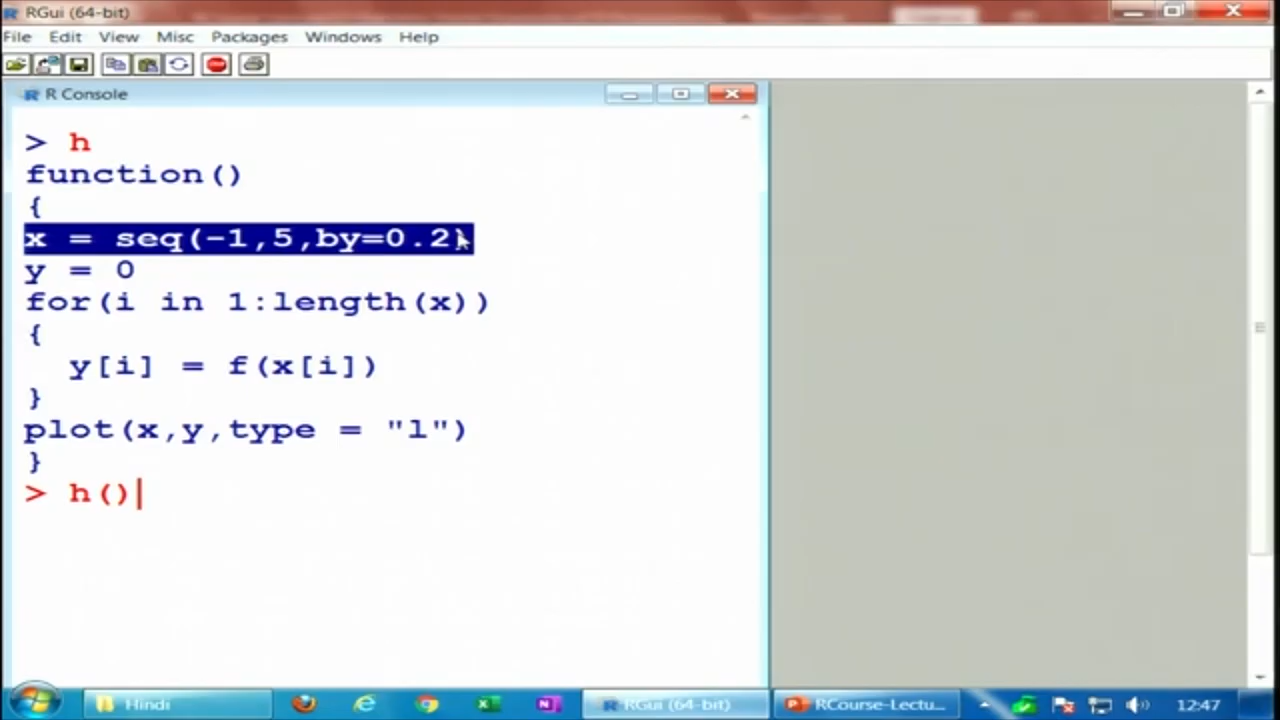 RGui (64-bit)
File Edit View Misc Packages Windows Help
R Console
> h
function()
{
x = seq(-1,5,by=0.2)
y = 0
for(i in 1:length(x))
{
y[i] = f(x[i])
}
plot(x,y,type = "l")
}
> h()
Hindi
RGui (64-bit)
RCourse-Lectu...
12:47